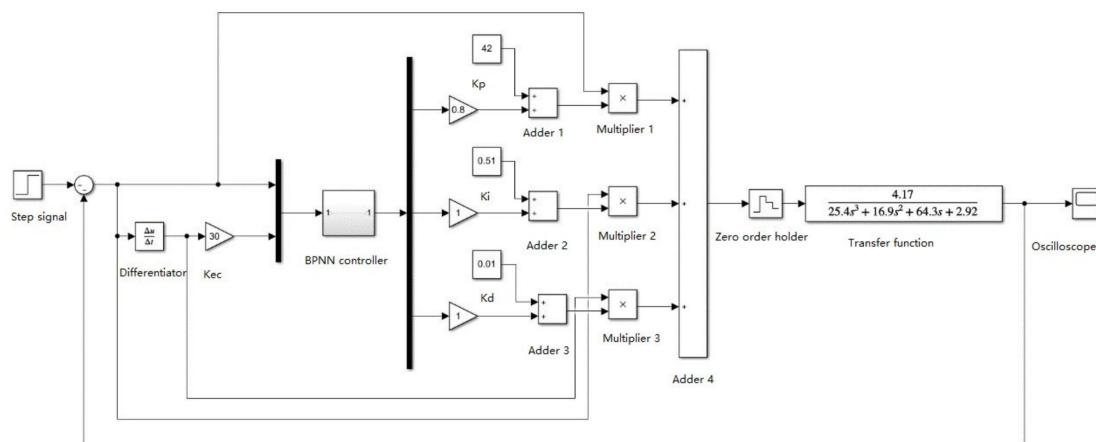 42
Kp
0.8
+
+
Adder 1
×
Multiplier 1
+
0.51
Ki
1
+
+
Adder 2
×
Multiplier 2
+
Step signal
Δu
Δt
Differentiator
30
Kec
1
1
BPNN controller
0.01
Kd
1
+
+
Adder 3
×
Multiplier 3
+
Adder 4
Zero order holder
4.17
25.4s³ + 16.9s² + 64.3s + 2.92
Transfer function
Oscilloscope